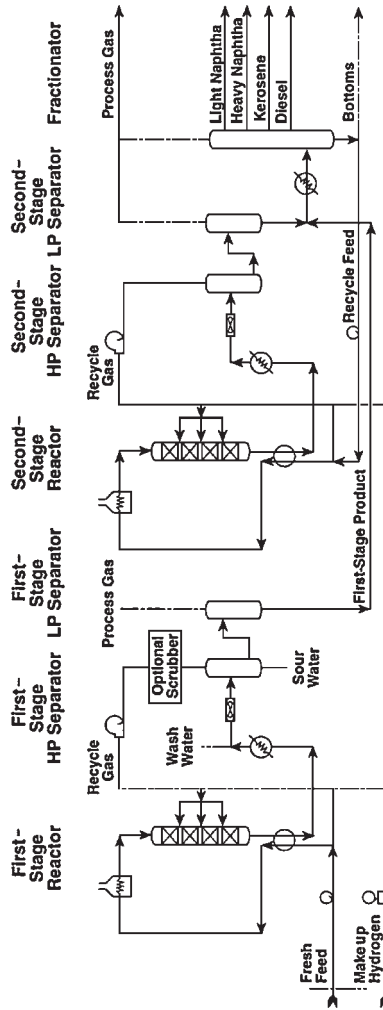 First-
Stage
Reactor
First-
Stage
HP Separator
First-
Stage
LP Separator
Second-
Stage
Reactor
Second-
Stage
HP Separator
Second-
Stage
LP Separator
Fractionator
Recycle
Gas
Optional
Scrubber
Process Gas
Recycle
Gas
Process Gas
Wash
Water
Sour
Water
Light Naphtha
Heavy Naphtha
Kerosene
Diesel
Fresh
Feed
Makeup
Hydrogen
First-Stage Product
Recycle Feed
Bottoms